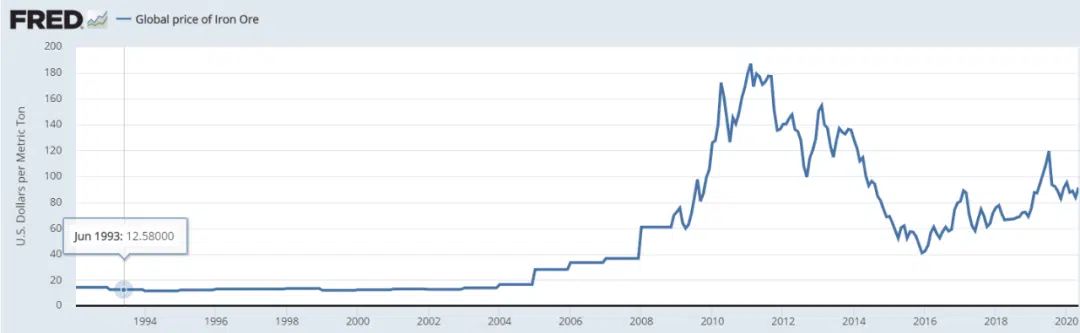 FRED
Global price of Iron Ore
U.S. Dollars per Metric Ton
200
180
160
140
120
100
80
60
40
20
0
Jun 1993: 12.58000
1994 1996 1998 2000 2002 2004 2006 2008 2010 2012 2014 2016 2018 2020